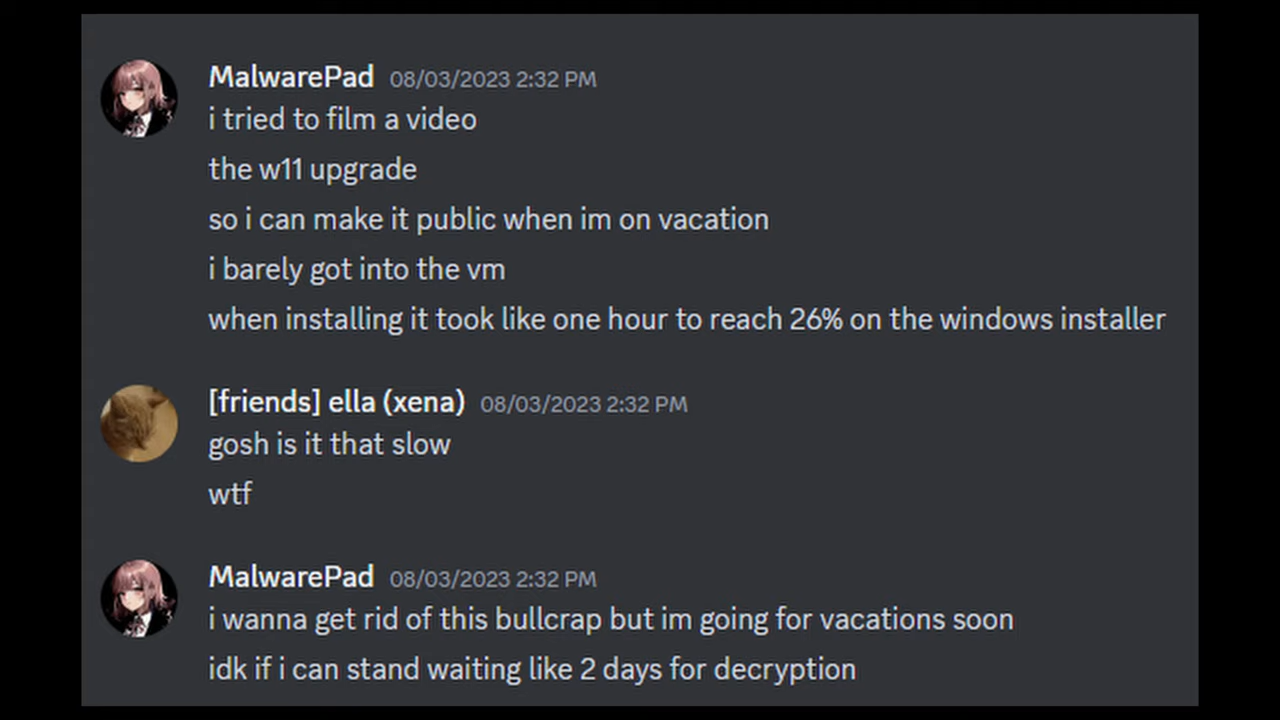 MalwarePad 08/03/2023 2:32 PM
i tried to film a video
the w11 upgrade
so i can make it public when im on vacation
i barely got into the vm
when installing it took like one hour to reach 26% on the windows installer
[friends] ella (xena) 08/03/2023 2:32 PM
gosh is it that slow
wtf
MalwarePad 08/03/2023 2:32 PM
i wanna get rid of this bullcrap but im going for vacations soon
idk if i can stand waiting like 2 days for decryption